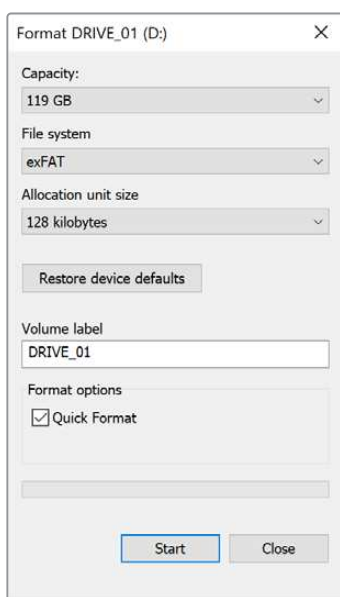 Format DRIVE_01 (D:)
Capacity:
119 GB
File system
exFAT
Allocation unit size
128 kilobytes
Restore device defaults
Volume label
DRIVE_01
Format options
Quick Format
Start Close